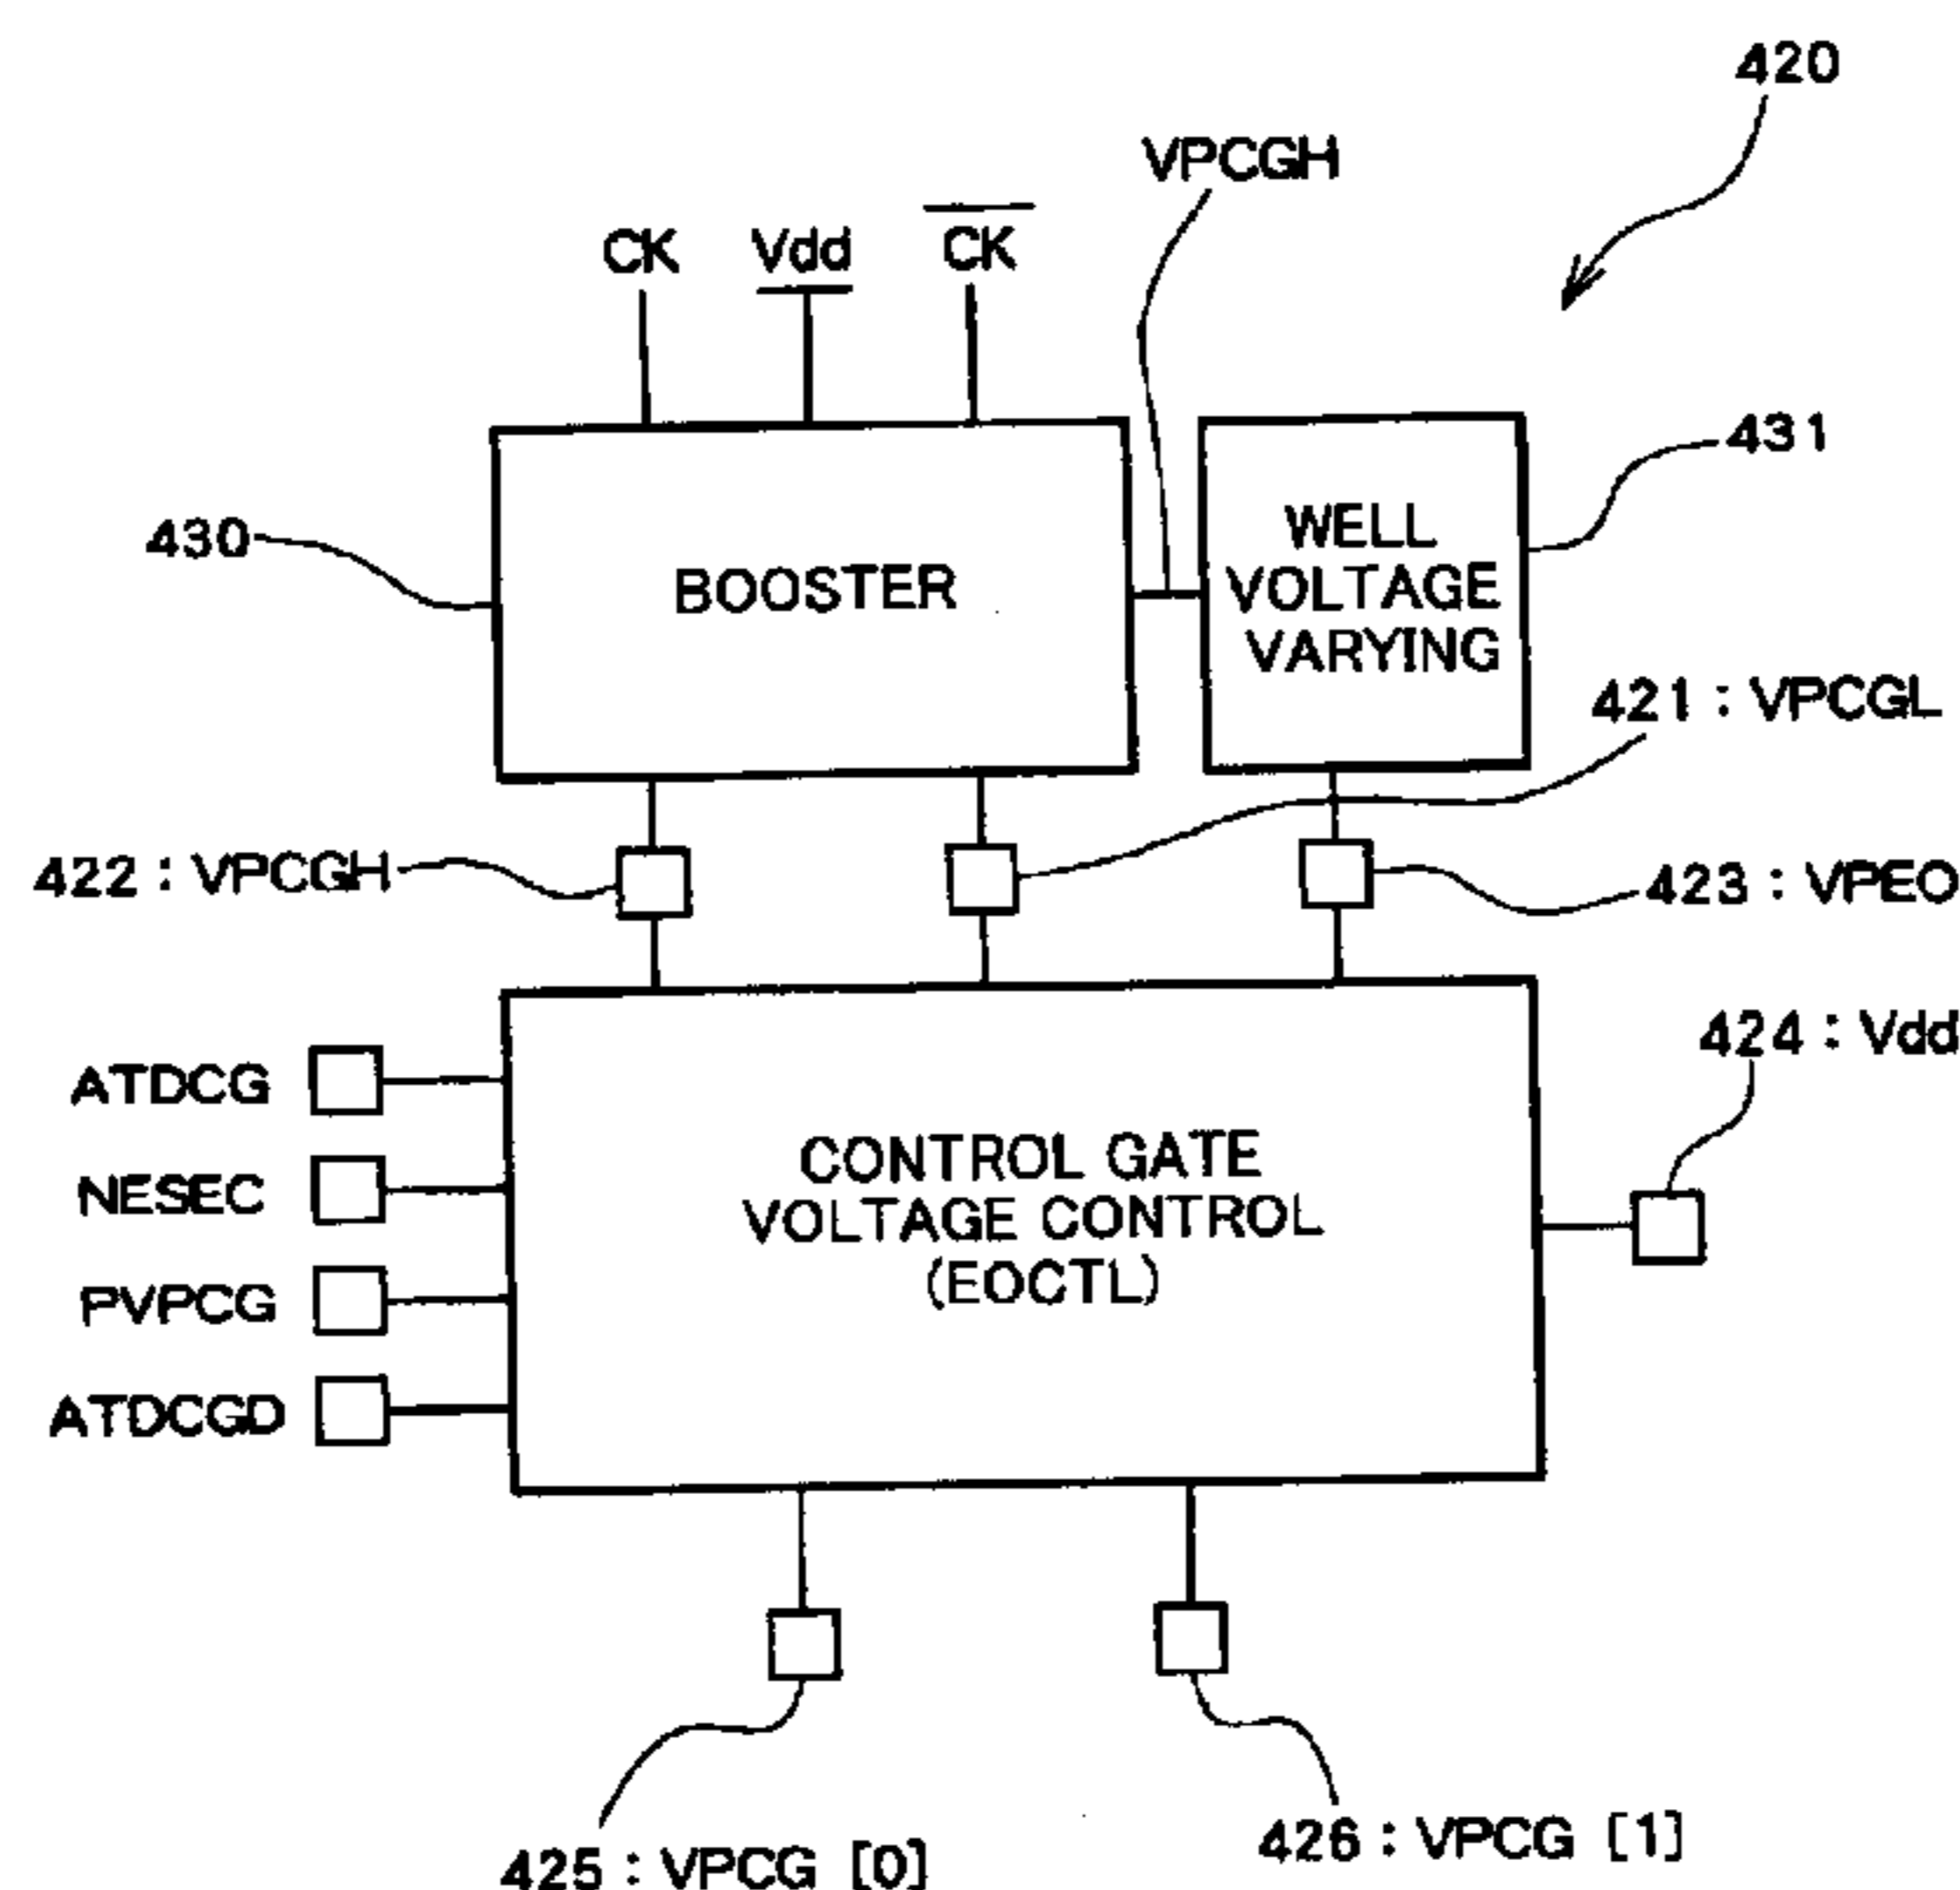 420
VPCGH
CK
Vdd
C̅K̅
431
430
BOOSTER
WELL
VOLTAGE
VARYING
421 : VPCGL
422 : VPCGH
423 : VPEO
424 : Vdd
ATDCG
NESEC
PVPCG
ATDCGD
CONTROL GATE
VOLTAGE CONTROL
(EOCTL)
425 : VPCG [0]
426 : VPCG [1]